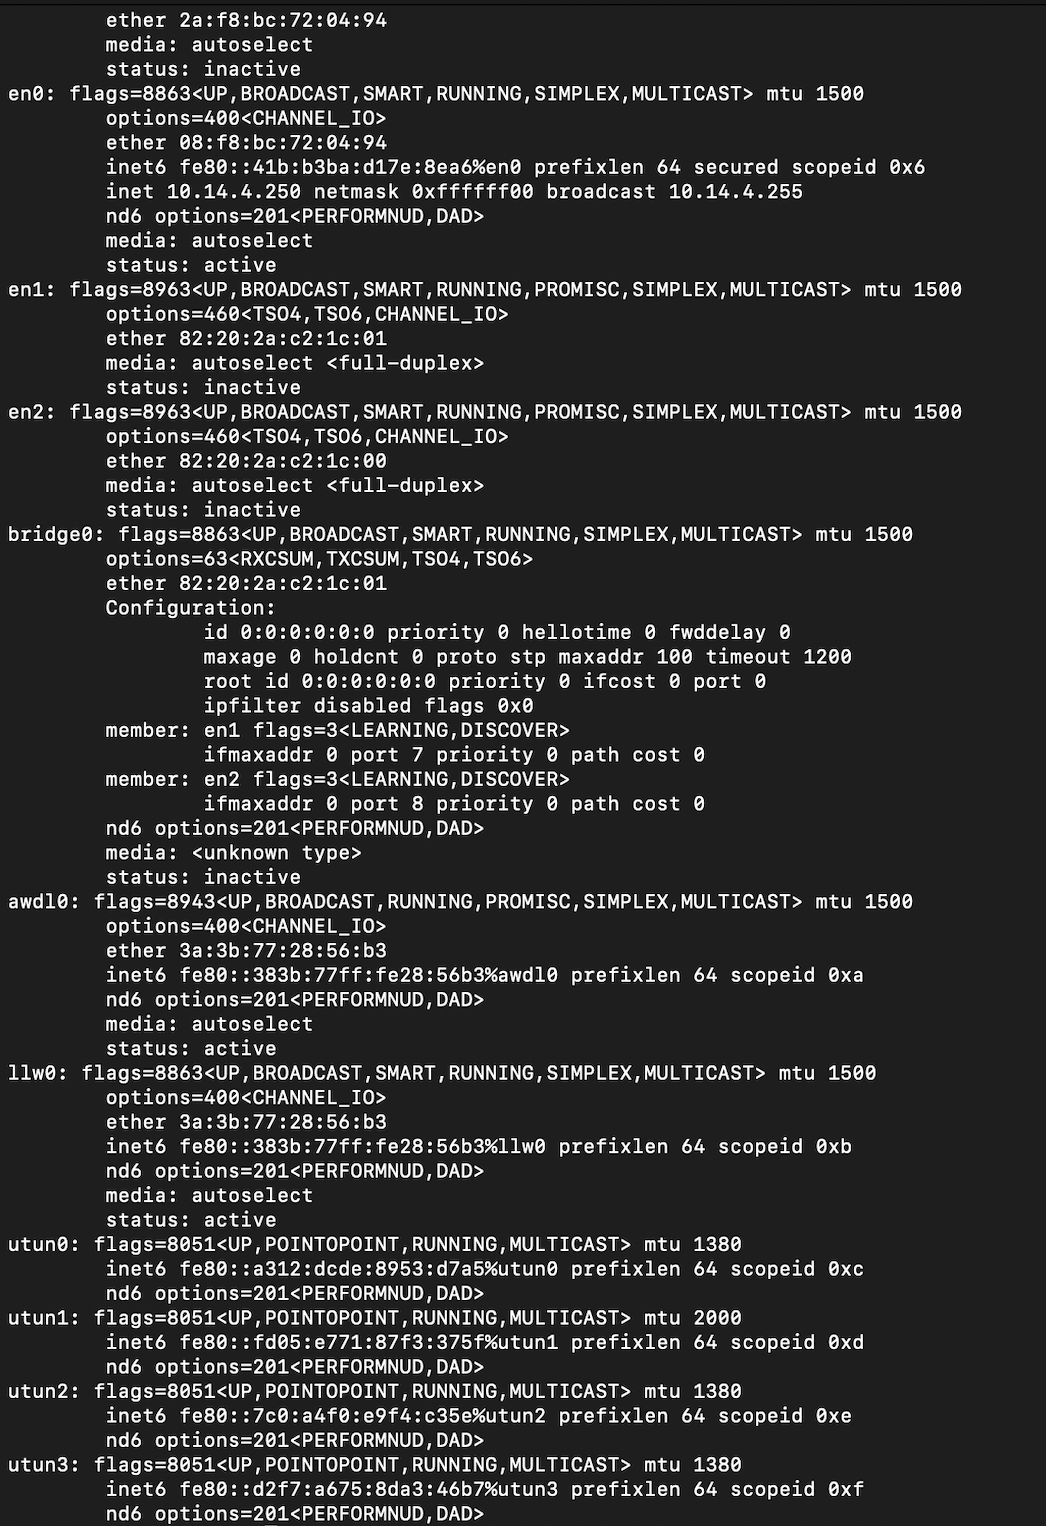 ether 2a:f8:bc:72:04:94
media: autoselect
status: inactive
en0: flags=8863<UP,BROADCAST,SMART,RUNNING,SIMPLEX,MULTICAST> mtu 1500
options=400<CHANNEL_IO>
ether 08:f8:bc:72:04:94
inet6 fe80::41b:b3ba:d17e:8ea6%en0 prefixlen 64 secured scopeid 0x6
inet 10.14.4.250 netmask 0xffffff00 broadcast 10.14.4.255
nd6 options=201<PERFORMNUD,DAD>
media: autoselect
status: active
en1: flags=8963<UP,BROADCAST,SMART,RUNNING,PROMISC,SIMPLEX,MULTICAST> mtu 1500
options=460<TSO4,TSO6,CHANNEL_IO>
ether 82:20:2a:c2:1c:01
media: autoselect <full-duplex>
status: inactive
en2: flags=8963<UP,BROADCAST,SMART,RUNNING,PROMISC,SIMPLEX,MULTICAST> mtu 1500
options=460<TSO4,TSO6,CHANNEL_IO>
ether 82:20:2a:c2:1c:00
media: autoselect <full-duplex>
status: inactive
bridge0: flags=8863<UP,BROADCAST,SMART,RUNNING,SIMPLEX,MULTICAST> mtu 1500
options=63<RXCSUM,TXCSUM,TSO4,TSO6>
ether 82:20:2a:c2:1c:01
Configuration:
id 0:0:0:0:0:0 priority 0 hellotime 0 fwddelay 0
maxage 0 holdcnt 0 proto stp maxaddr 100 timeout 1200
root id 0:0:0:0:0:0 priority 0 ifcost 0 port 0
ipfilter disabled flags 0x0
member: en1 flags=3<LEARNING,DISCOVER>
ifmaxaddr 0 port 7 priority 0 path cost 0
member: en2 flags=3<LEARNING,DISCOVER>
ifmaxaddr 0 port 8 priority 0 path cost 0
nd6 options=201<PERFORMNUD,DAD>
media: <unknown type>
status: inactive
awdl0: flags=8943<UP,BROADCAST,RUNNING,PROMISC,SIMPLEX,MULTICAST> mtu 1500
options=400<CHANNEL_IO>
ether 3a:3b:77:28:56:b3
inet6 fe80::383b:77ff:fe28:56b3%awdl0 prefixlen 64 scopeid 0xa
nd6 options=201<PERFORMNUD,DAD>
media: autoselect
status: active
llw0: flags=8863<UP,BROADCAST,SMART,RUNNING,SIMPLEX,MULTICAST> mtu 1500
options=400<CHANNEL_IO>
ether 3a:3b:77:28:56:b3
inet6 fe80::383b:77ff:fe28:56b3%llw0 prefixlen 64 scopeid 0xb
nd6 options=201<PERFORMNUD,DAD>
media: autoselect
status: active
utun0: flags=8051<UP,POINTOPOINT,RUNNING,MULTICAST> mtu 1380
inet6 fe80::a312:dcde:8953:d7a5%utun0 prefixlen 64 scopeid 0xc
nd6 options=201<PERFORMNUD,DAD>
utun1: flags=8051<UP,POINTOPOINT,RUNNING,MULTICAST> mtu 2000
inet6 fe80::fd05:e771:87f3:375f%utun1 prefixlen 64 scopeid 0xd
nd6 options=201<PERFORMNUD,DAD>
utun2: flags=8051<UP,POINTOPOINT,RUNNING,MULTICAST> mtu 1380
inet6 fe80::7c0:a4f0:e9f4:c35e%utun2 prefixlen 64 scopeid 0xe
nd6 options=201<PERFORMNUD,DAD>
utun3: flags=8051<UP,POINTOPOINT,RUNNING,MULTICAST> mtu 1380
inet6 fe80::d2f7:a675:8da3:46b7%utun3 prefixlen 64 scopeid 0xf
nd6 options=201<PERFORMNUD,DAD>